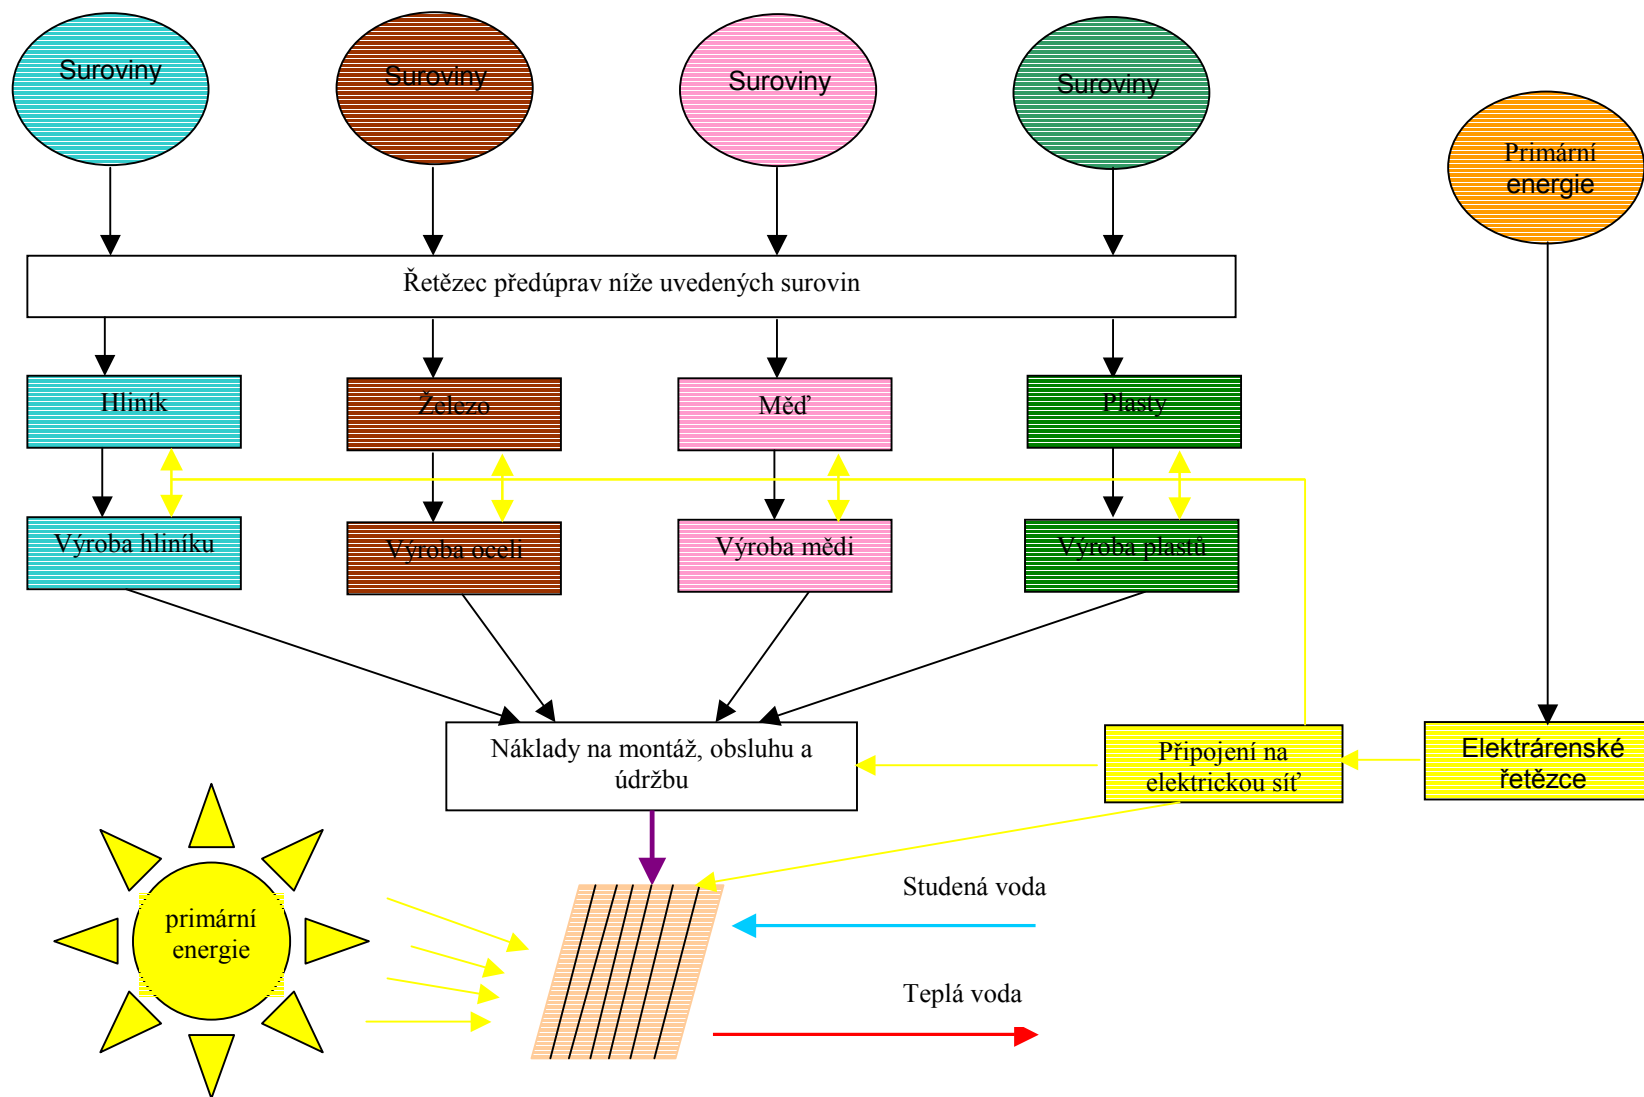 Suroviny
Suroviny
Suroviny
Suroviny
Primární
energie
Řetězec předúprav níže uvedených surovin
Hliník
Železo
Měď
Plasty
Výroba hliníku
Výroba oceli
Výroba mědi
Výroba plastů
Náklady na montáž, obsluhu a
údržbu
Připojení na
elektrickou síť
Elektrárenské
řetězce
primární
energie
Studená voda
Teplá voda